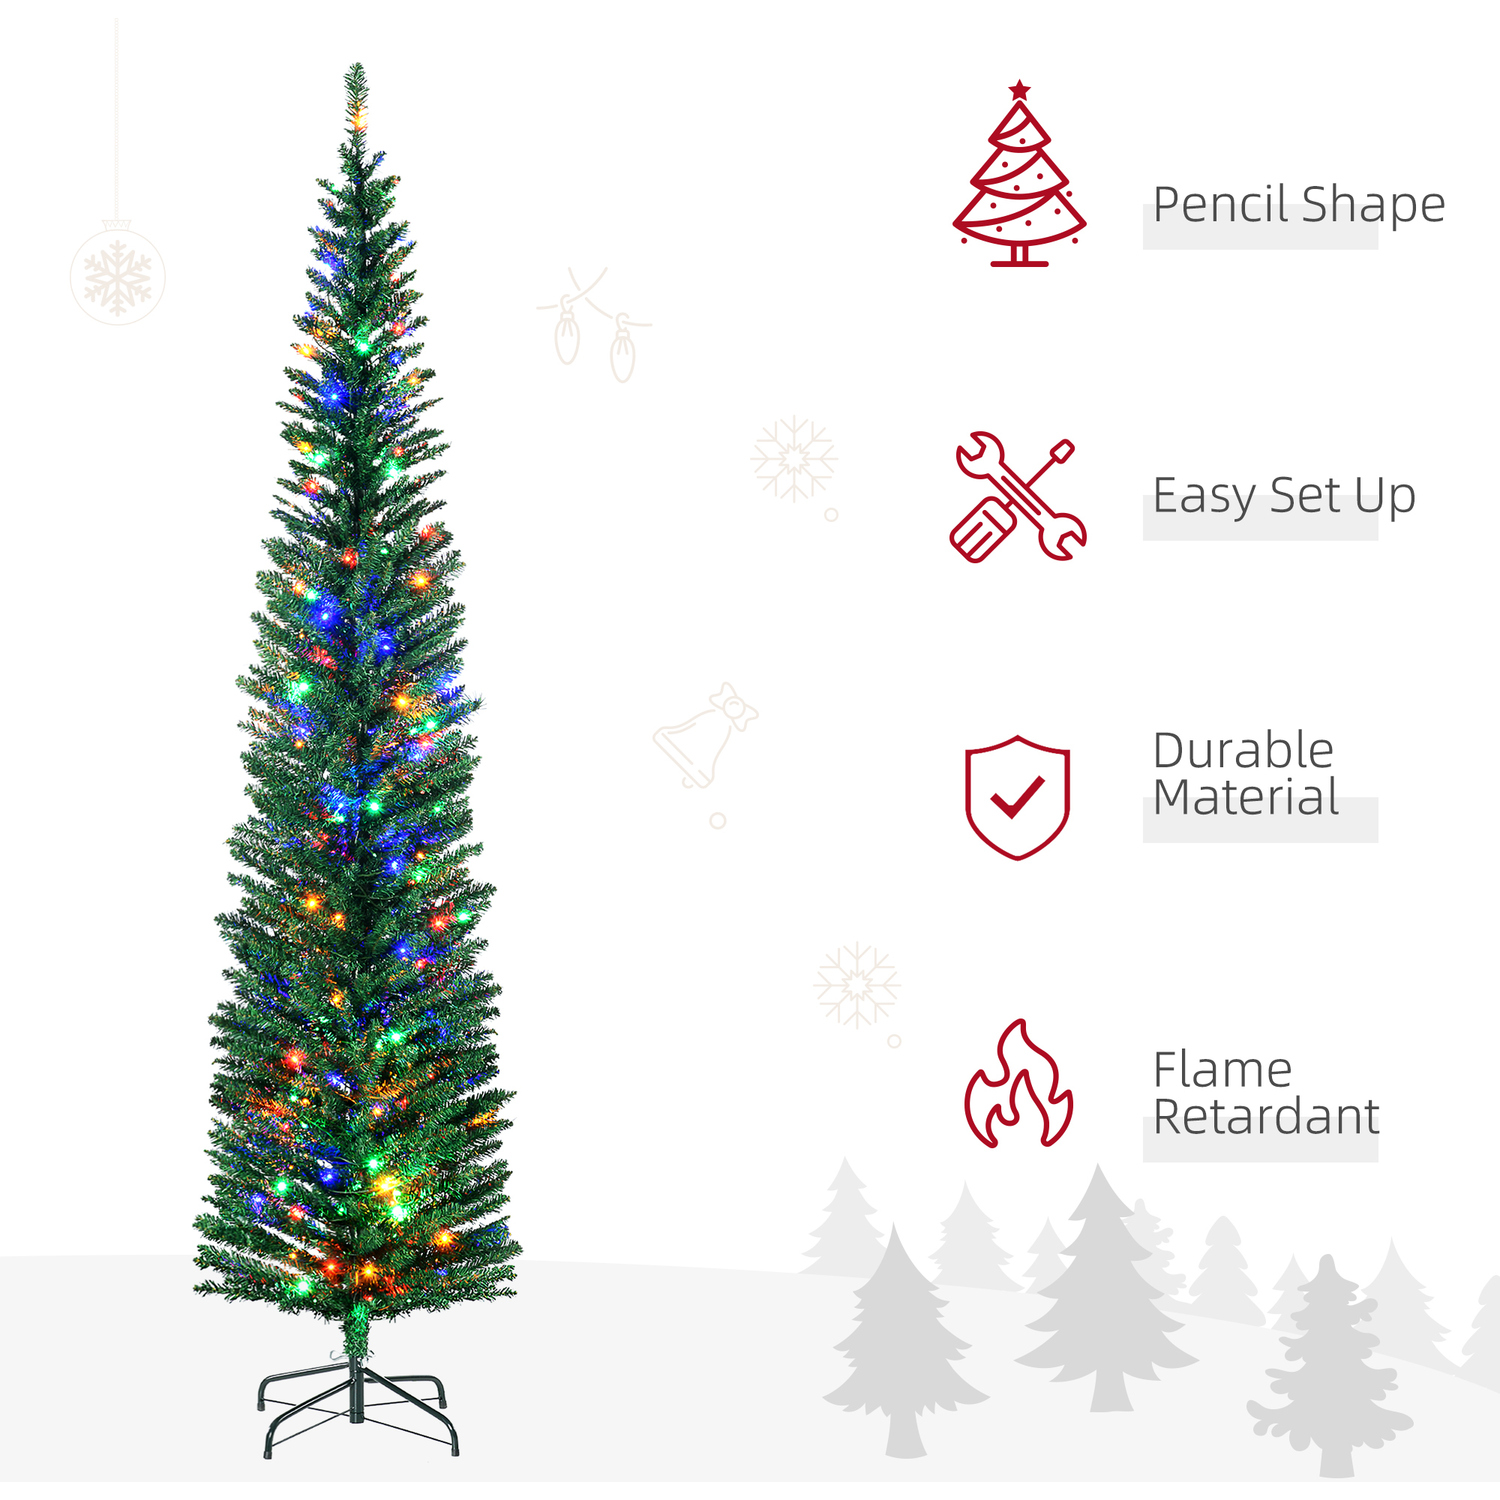 Pencil Shape
Easy Set Up
Durable
Material
Flame
Retardant